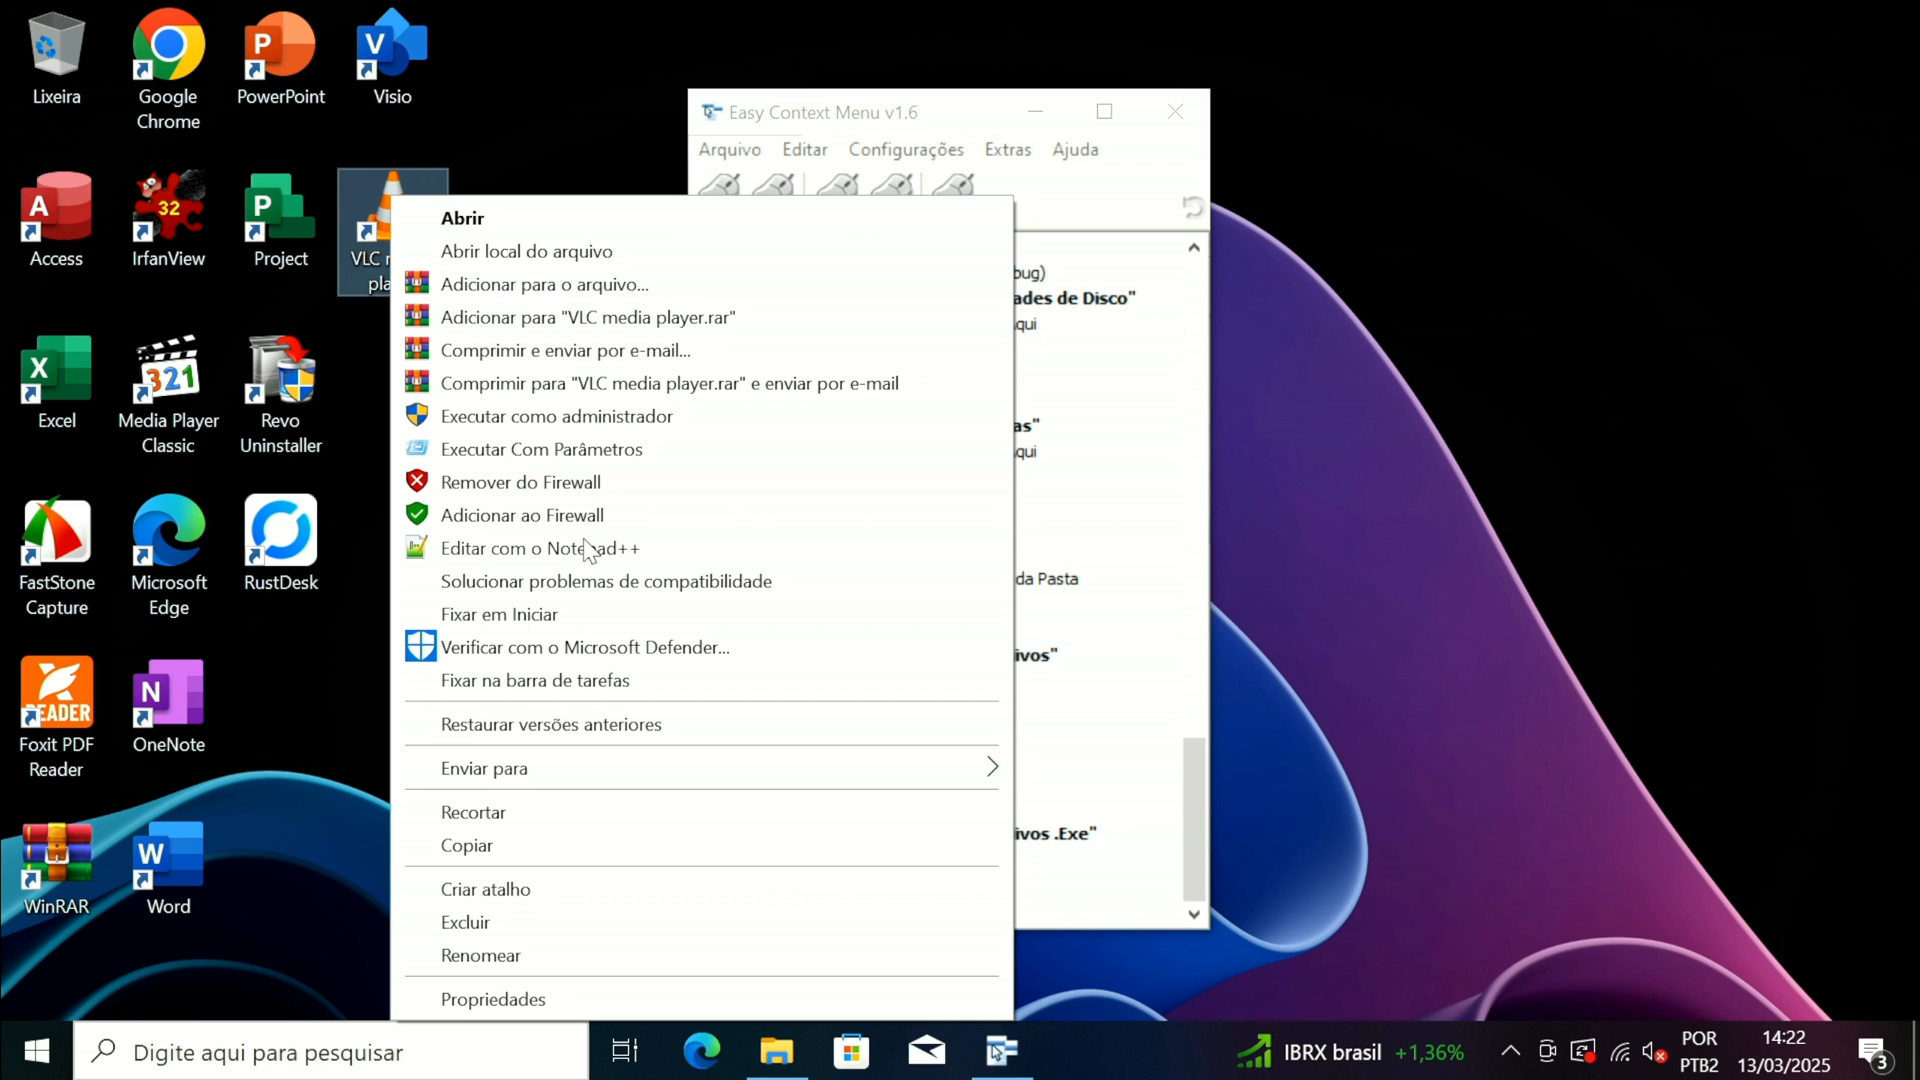 Lixeira
Google
Chrome
PowerPoint
Visio
Access
IrfanView
Project
VLC
Excel
Media Player
Classic
Revo
Uninstaller
FastStone
Capture
Microsoft
Edge
RustDesk
Foxit PDF
Reader
OneNote
WinRAR
Word
Easy Context Menu v1.6
Arquivo Editar Configurações Extras Ajuda
Abrir
Abrir local do arquivo
Adicionar para o arquivo...
Adicionar para "VLC media player.rar"
Comprimir e enviar por e-mail...
Comprimir para "VLC media player.rar" e enviar por e-mail
Executar como administrador
Executar Com Parâmetros
Remover do Firewall
Adicionar ao Firewall
Editar com o Notepad++
Solucionar problemas de compatibilidade
Fixar em Iniciar
Verificar com o Microsoft Defender...
Fixar na barra de tarefas
Restaurar versões anteriores
Enviar para
Recortar
Copiar
Criar atalho
Excluir
Renomear
Propriedades
bug)
ades de Disco"
qui
as"
qui
da Pasta
ivos"
ivos .Exe"
Digite aqui para pesquisar
IBRX brasil +1,36%
POR
PTB2
14:22
13/03/2025
3